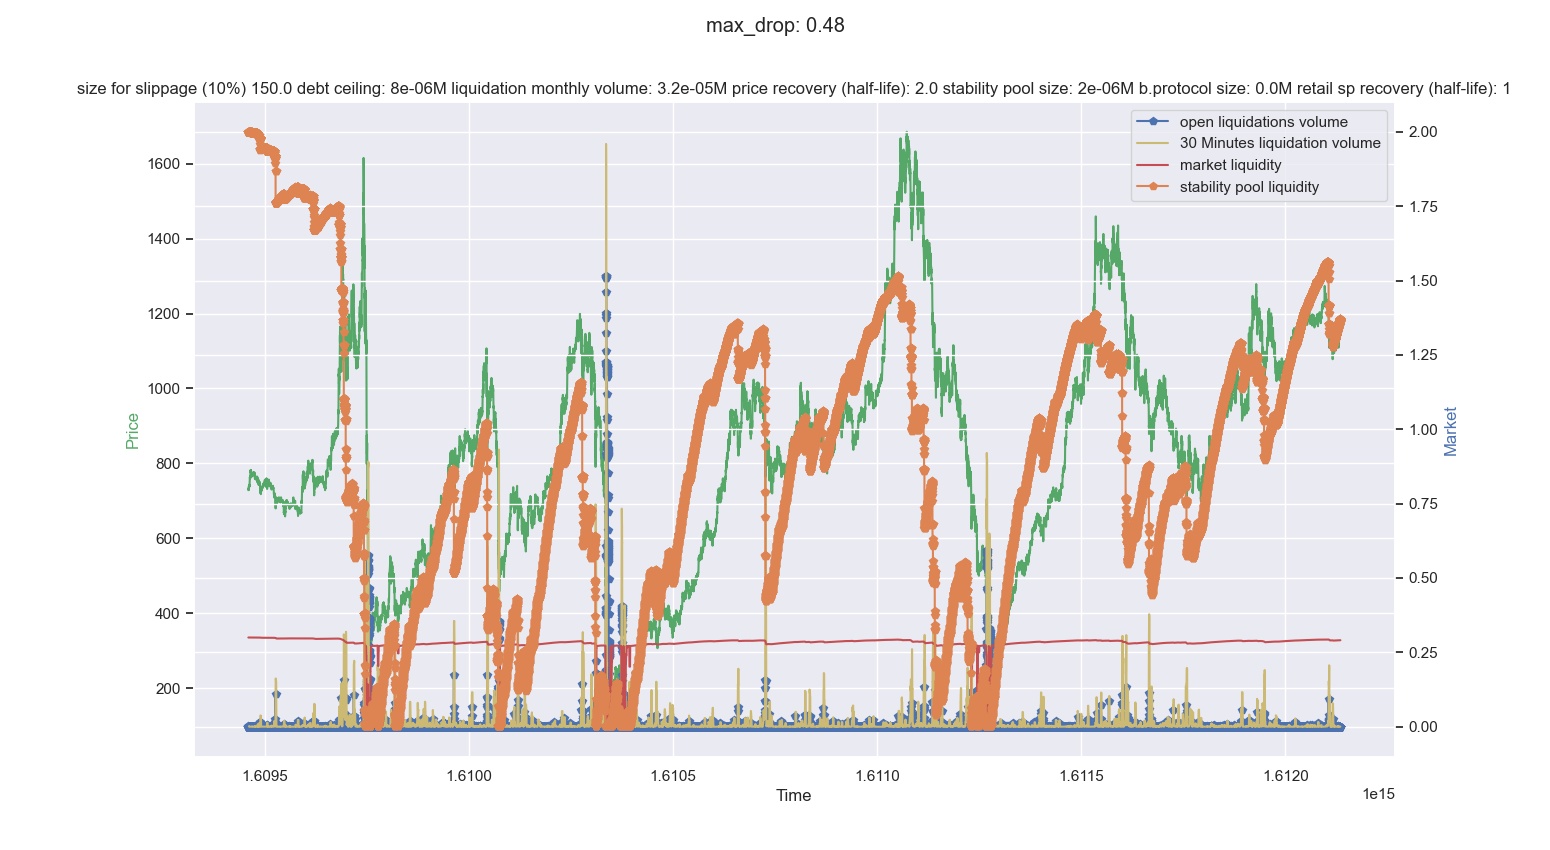 max_drop: 0.48
size for slippage (10%) 150.0 debt ceiling: 8e-06M liquidation monthly volume: 3.2e-05M price recovery (half-life): 2.0 stability pool size: 2e-06M b.protocol size: 0.0M retail sp recovery (half-life): 1
open liquidations volume
30 Minutes liquidation volume
market liquidity
stability pool liquidity
Price
1600
1400
1200
1000
800
600
400
200
2.00
1.75
1.50
1.25
1.00
0.75
0.50
0.25
0.00
Market
1.6095
1.6100
1.6105
1.6110
1.6115
1.6120
Time
1e15